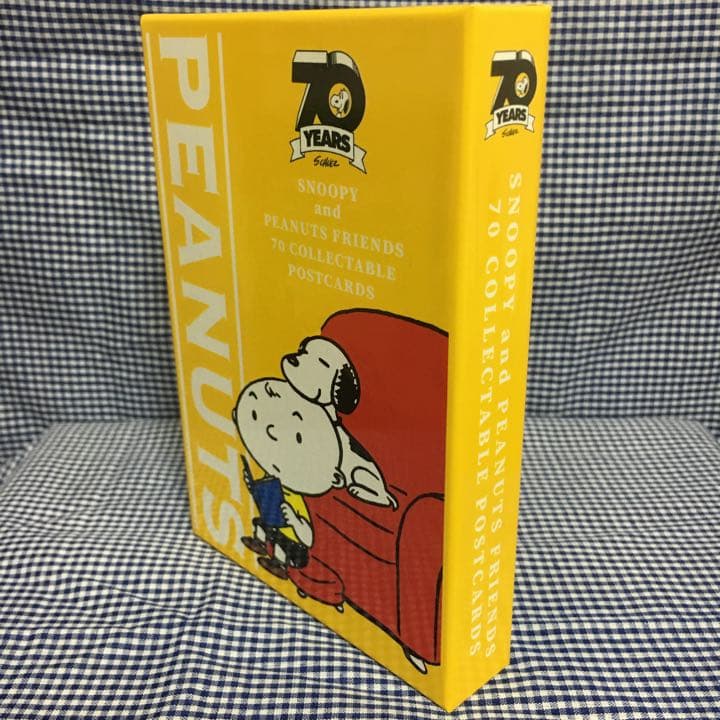 PEANUTS
70
YEARS
SCHULZ
SNOOPY
and
PEANUTS FRIENDS
70 COLLECTABLE
POSTCARDS
70
YEARS
SCHULZ
SNOOPY and PEANUTS FRIENDS
70 COLLECTABLE POSTCARDS